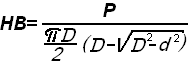 HB = P / (πD/2 (D − √(D² − d²)))